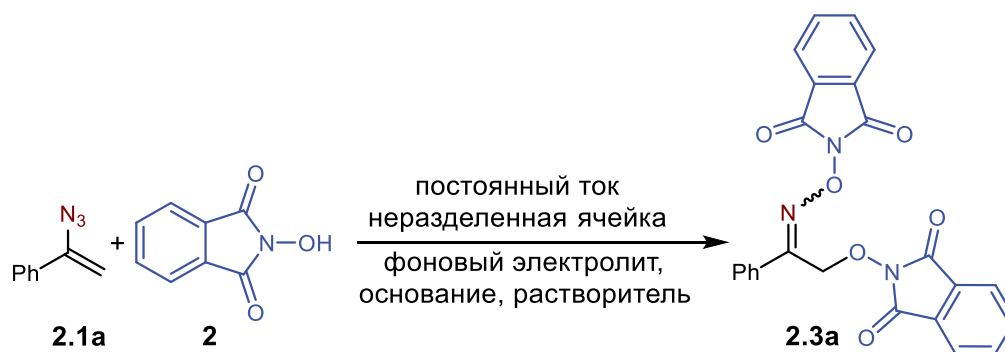 O
N
O
O
N
O
N3
Ph
2.1a
+
O
N
OH
O
2
постоянный ток
неразделенная ячейка
фоновый электролит,
основание, растворитель
Ph
O
N
O
O
2.3a